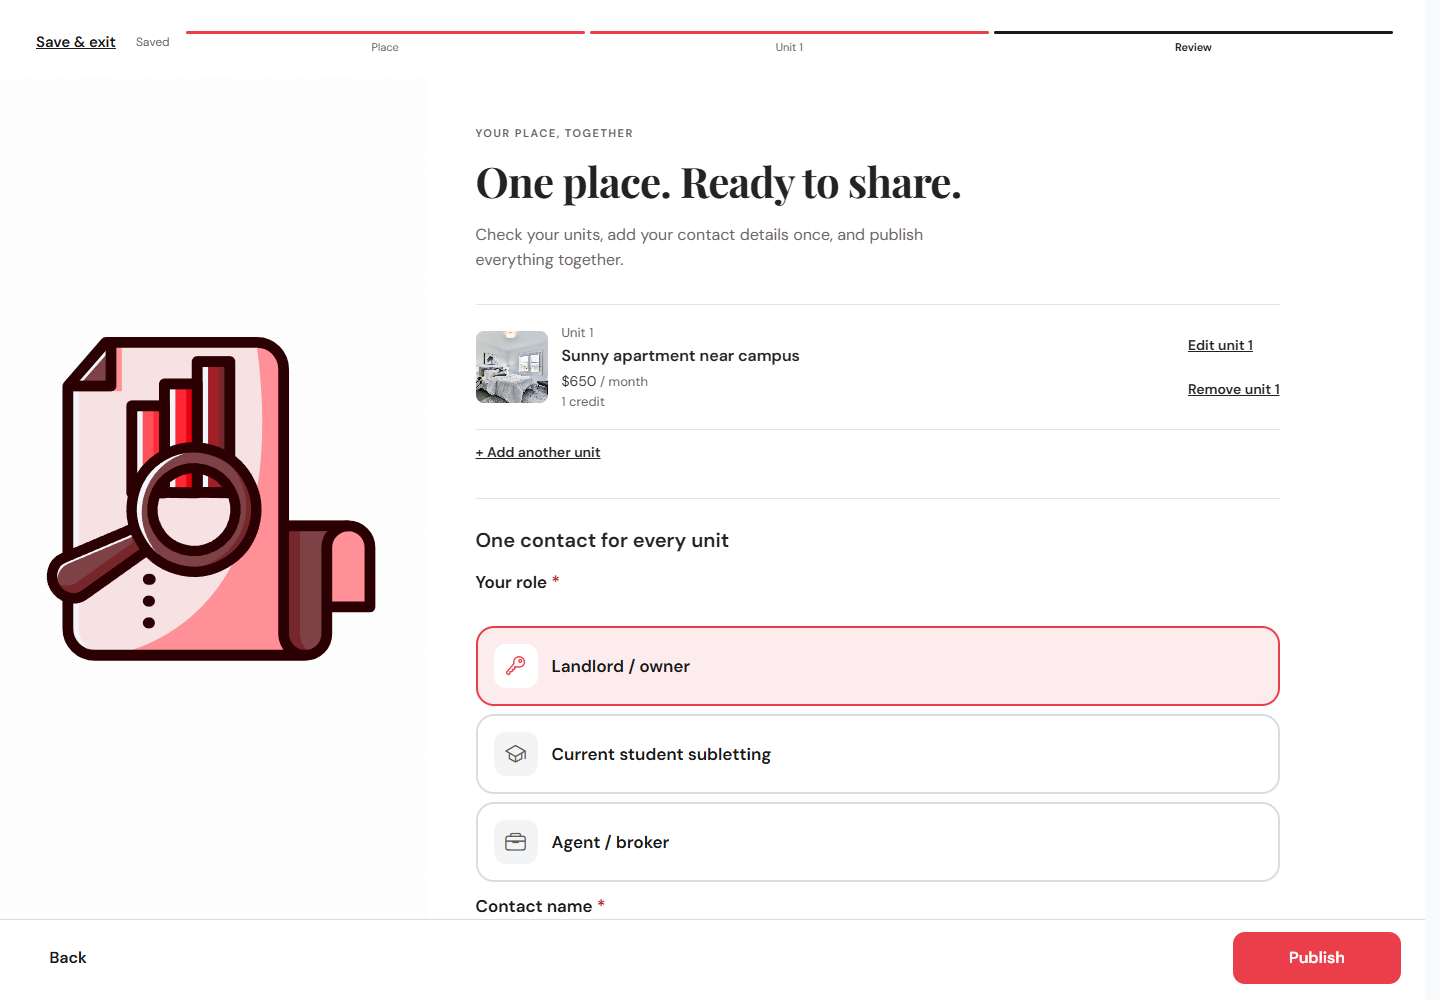 Save & exit
Saved
Place
Unit 1
Review
YOUR PLACE, TOGETHER
One place. Ready to share.
Check your units, add your contact details once, and publish
everything together.
Unit 1
Sunny apartment near campus
$650 / month
1 credit
Edit unit 1
Remove unit 1
+ Add another unit
One contact for every unit
Your role *
Landlord / owner
Current student subletting
Agent / broker
Contact name *
Back
Publish